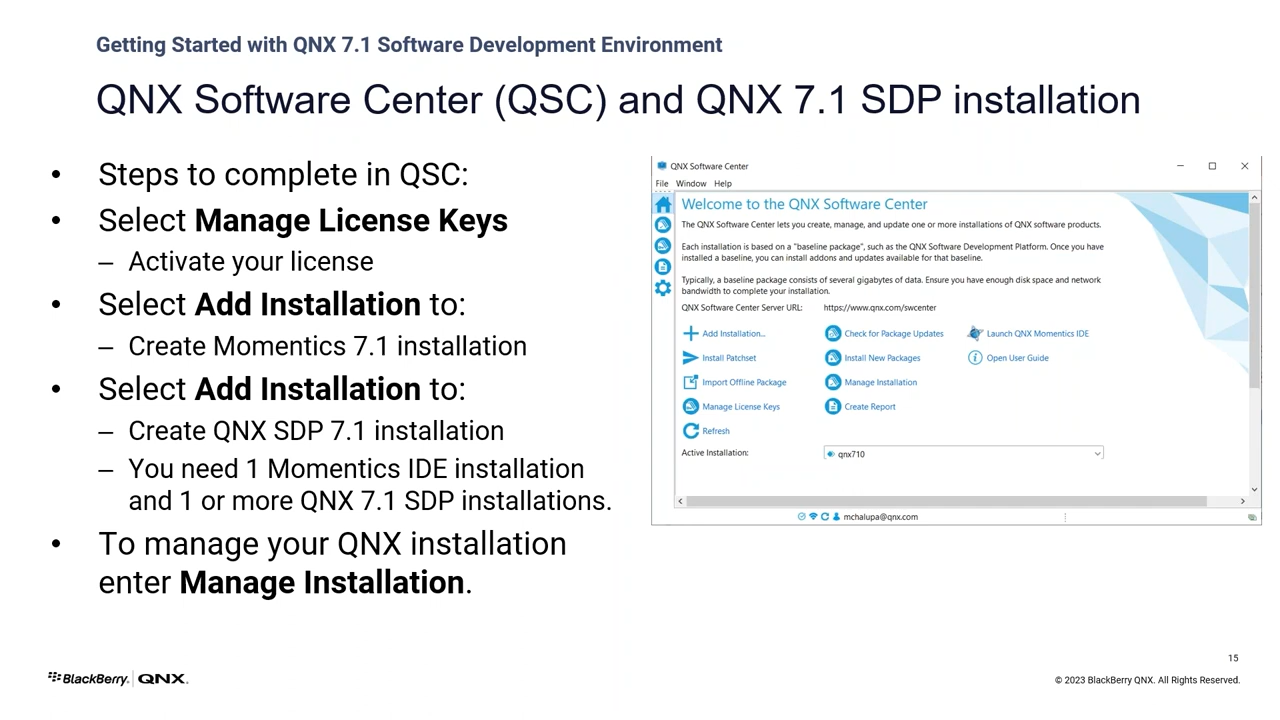 Getting Started with QNX 7.1 Software Development Environment
QNX Software Center (QSC) and QNX 7.1 SDP installation
• Steps to complete in QSC:
• Select Manage License Keys
– Activate your license
• Select Add Installation to:
– Create Momentics 7.1 installation
• Select Add Installation to:
– Create QNX SDP 7.1 installation
– You need 1 Momentics IDE installation
and 1 or more QNX 7.1 SDP installations.
• To manage your QNX installation
enter Manage Installation.
QNX Software Center
File Window Help
Welcome to the QNX Software Center
The QNX Software Center lets you create, manage, and update one or more installations of QNX software products.
Each installation is based on a "baseline package", such as the QNX Software Development Platform. Once you have
installed a baseline, you can install addons and updates available for that baseline.
Typically, a baseline package consists of several gigabytes of data. Ensure you have enough disk space and network
bandwidth to complete your installation.
QNX Software Center Server URL: https://www.qnx.com/swcenter
Add Installation... Check for Package Updates Launch QNX Momentics IDE
Install Patchset Install New Packages Open User Guide
Import Offline Package Manage Installation
Manage License Keys Create Report
Refresh
Active Installation: qnx710
mchalupa@qnx.com
15
BlackBerry. QNX.
© 2023 BlackBerry QNX. All Rights Reserved.